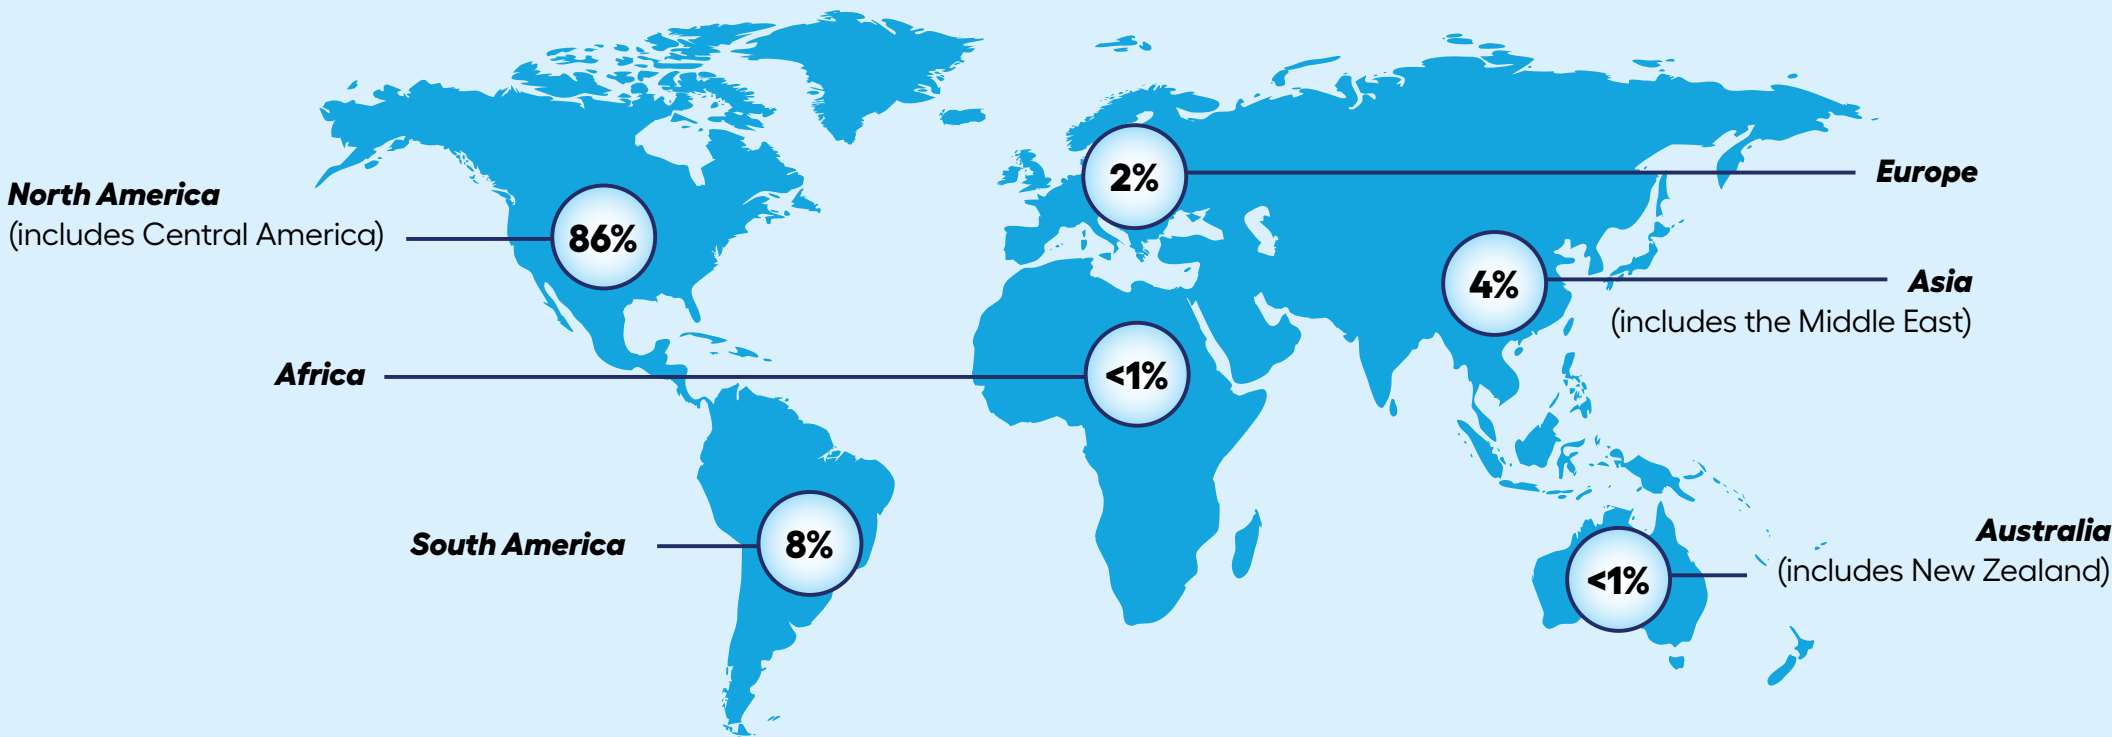 North America
(includes Central America)
86%
2%
Europe
4%
Asia
(includes the Middle East)
Africa
<1%
South America
8%
<1%
Australia
(includes New Zealand)